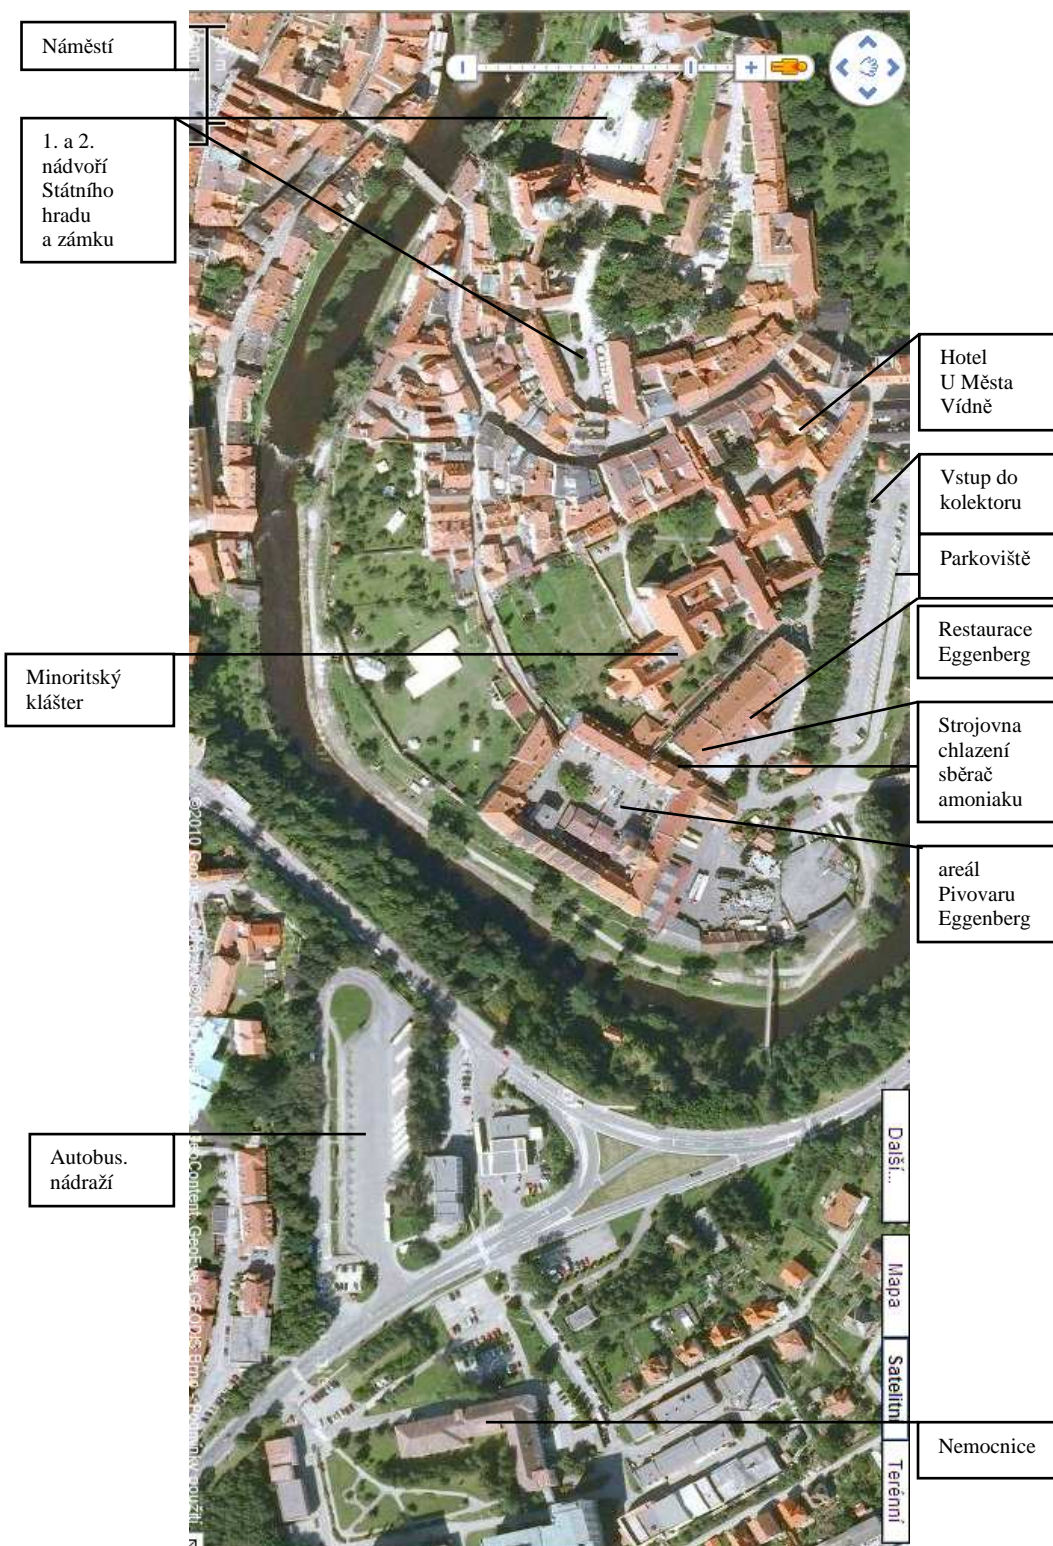 Náměstí
1. a 2.
nádvoří
Státního
hradu
a zámku
Hotel
U Města
Vídně
Vstup do
kolektoru
Parkoviště
Restaurace
Eggenberg
Minoritský
klášter
Strojovna
chlazení
sběrač
amoniaku
areál
Pivovaru
Eggenberg
Autobus.
nádraží
Další...
Mapa
Satelitní
Terénní
Nemocnice